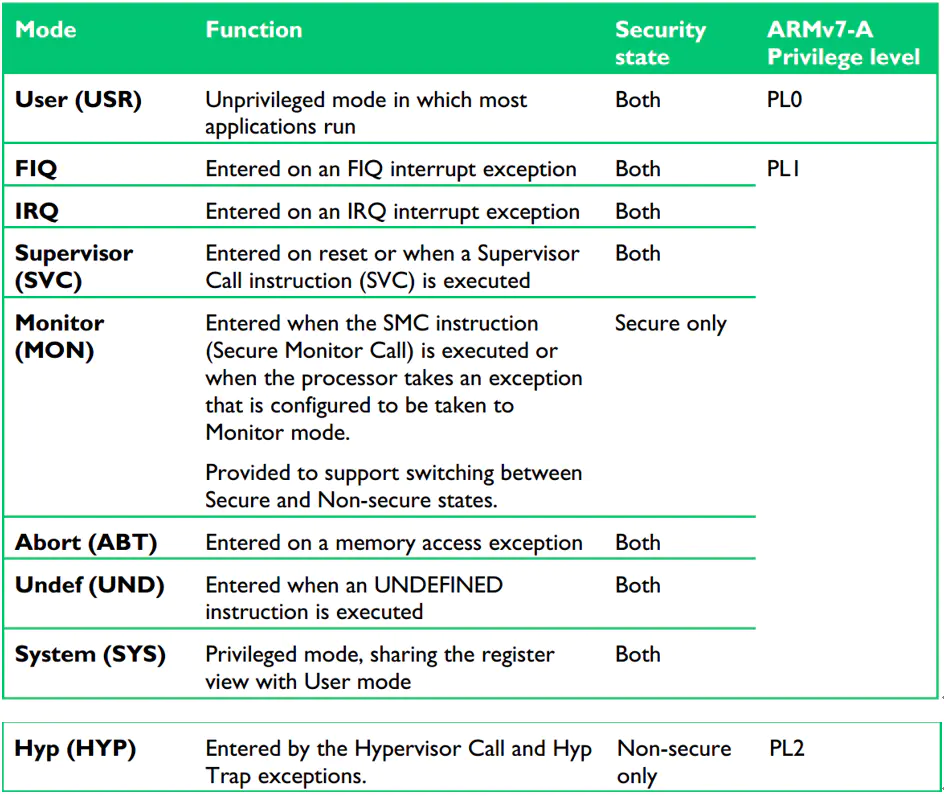 Mode Function Security state ARMv7-A Privilege level
User (USR) Unprivileged mode in which most Both PL0
applications run
FIQ Entered on an FIQ interrupt exception Both PL1
IRQ Entered on an IRQ interrupt exception Both
Supervisor Entered on reset or when a Supervisor Both
(SVC) Call instruction (SVC) is executed
Monitor Entered when the SMC instruction Secure only
(MON) (Secure Monitor Call) is executed or
when the processor takes an exception
that is configured to be taken to
Monitor mode.
Provided to support switching between
Secure and Non-secure states.
Abort (ABT) Entered on a memory access exception Both
Undef (UND) Entered when an UNDEFINED Both
instruction is executed
System (SYS) Privileged mode, sharing the register Both
view with User mode
Hyp (HYP) Entered by the Hypervisor Call and Hyp Non-secure PL2
Trap exceptions. only